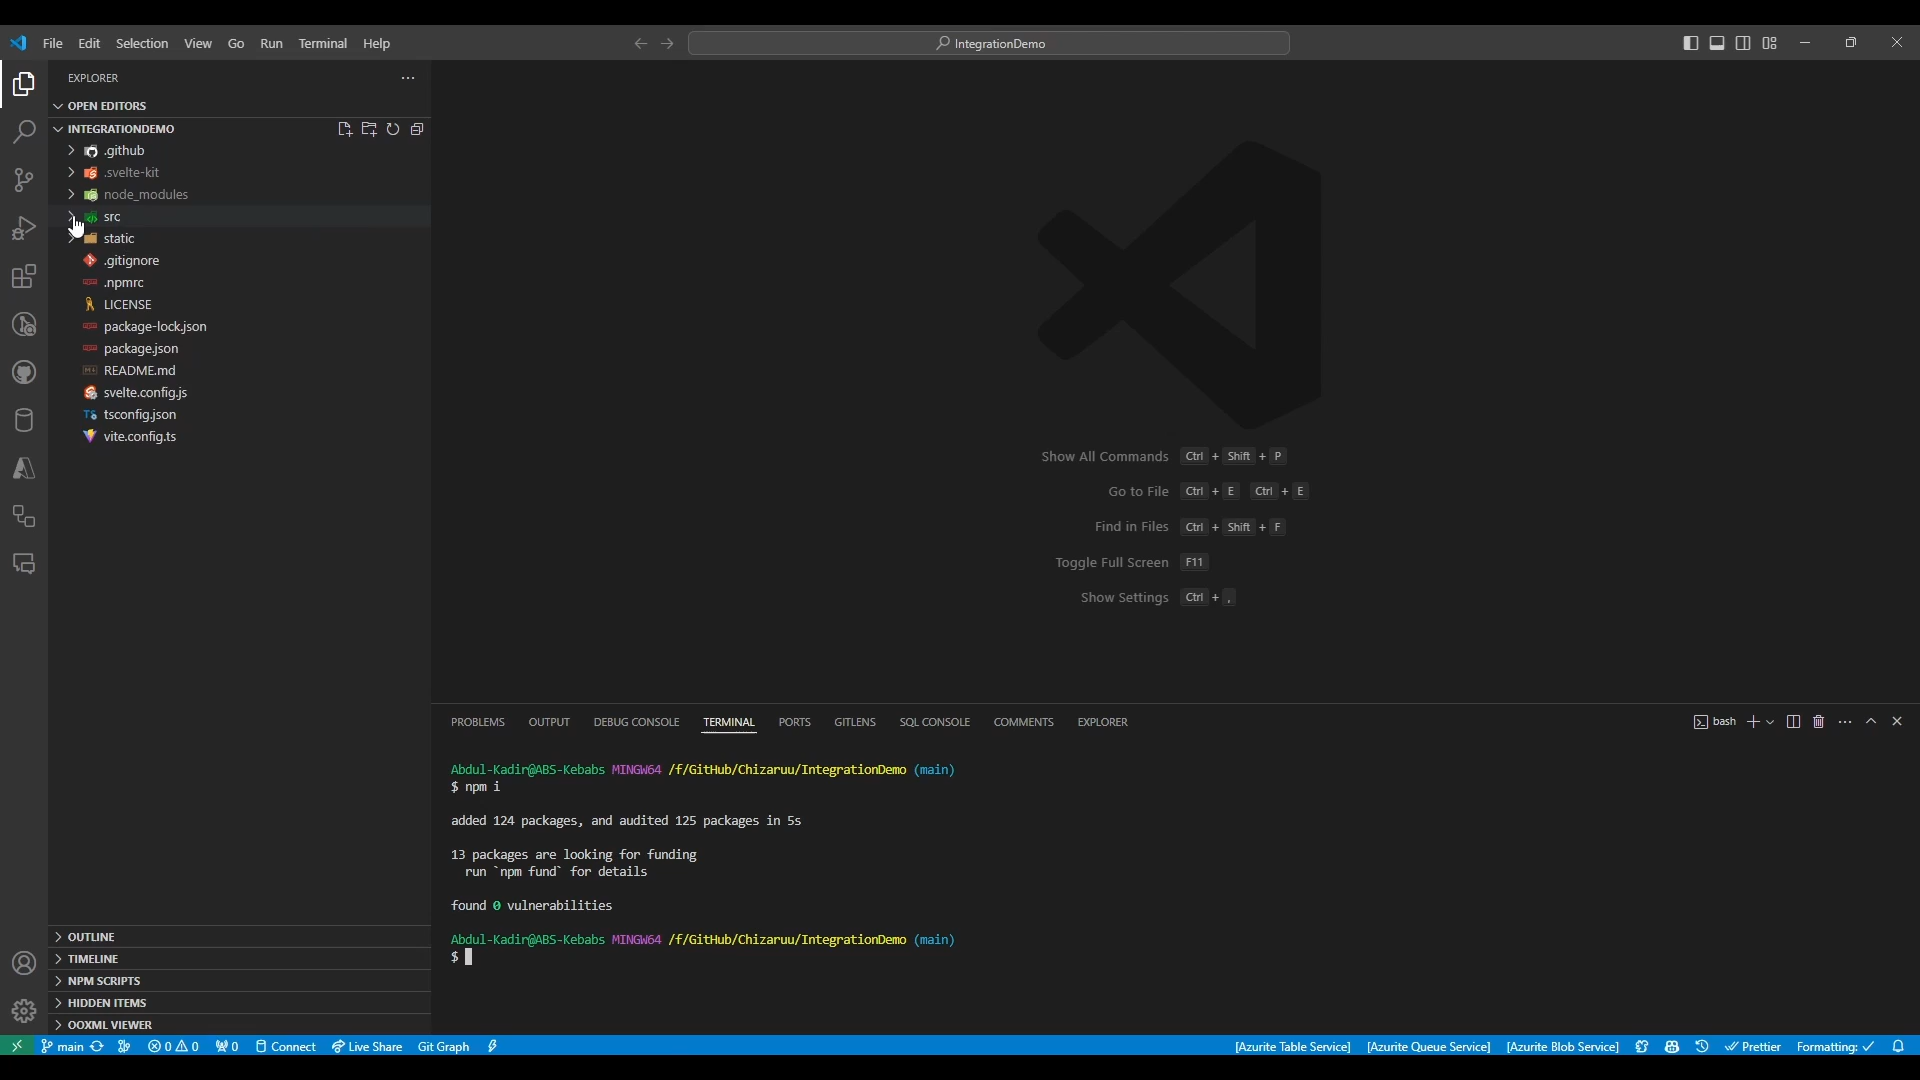 File Edit Selection View Go Run Terminal Help
IntegrationDemo
EXPLORER
OPEN EDITORS
INTEGRATIONDEMO
.github
.svelte-kit
node_modules
src
static
.gitignore
.npmrc
LICENSE
package-lock.json
package.json
README.md
svelte.config.js
tsconfig.json
vite.config.ts
OUTLINE
TIMELINE
NPM SCRIPTS
HIDDEN ITEMS
OOXML VIEWER
Show All Commands Ctrl + Shift + P
Go to File Ctrl + E Ctrl + E
Find in Files Ctrl + Shift + F
Toggle Full Screen F11
Show Settings Ctrl + ,
PROBLEMS OUTPUT DEBUG CONSOLE TERMINAL PORTS GITLENS SQL CONSOLE COMMENTS EXPLORER
bash
Abdul-Kadir@ABS-Kebabs MINGW64 /f/GitHub/Chizaruu/IntegrationDemo (main)
$ npm i
added 124 packages, and audited 125 packages in 5s
13 packages are looking for funding
run `npm fund` for details
found 0 vulnerabilities
Abdul-Kadir@ABS-Kebabs MINGW64 /f/GitHub/Chizaruu/IntegrationDemo (main)
$
main 0 0 0 Connect Live Share Git Graph [Azurite Table Service] [Azurite Queue Service] [Azurite Blob Service] Prettier Formatting: ✓